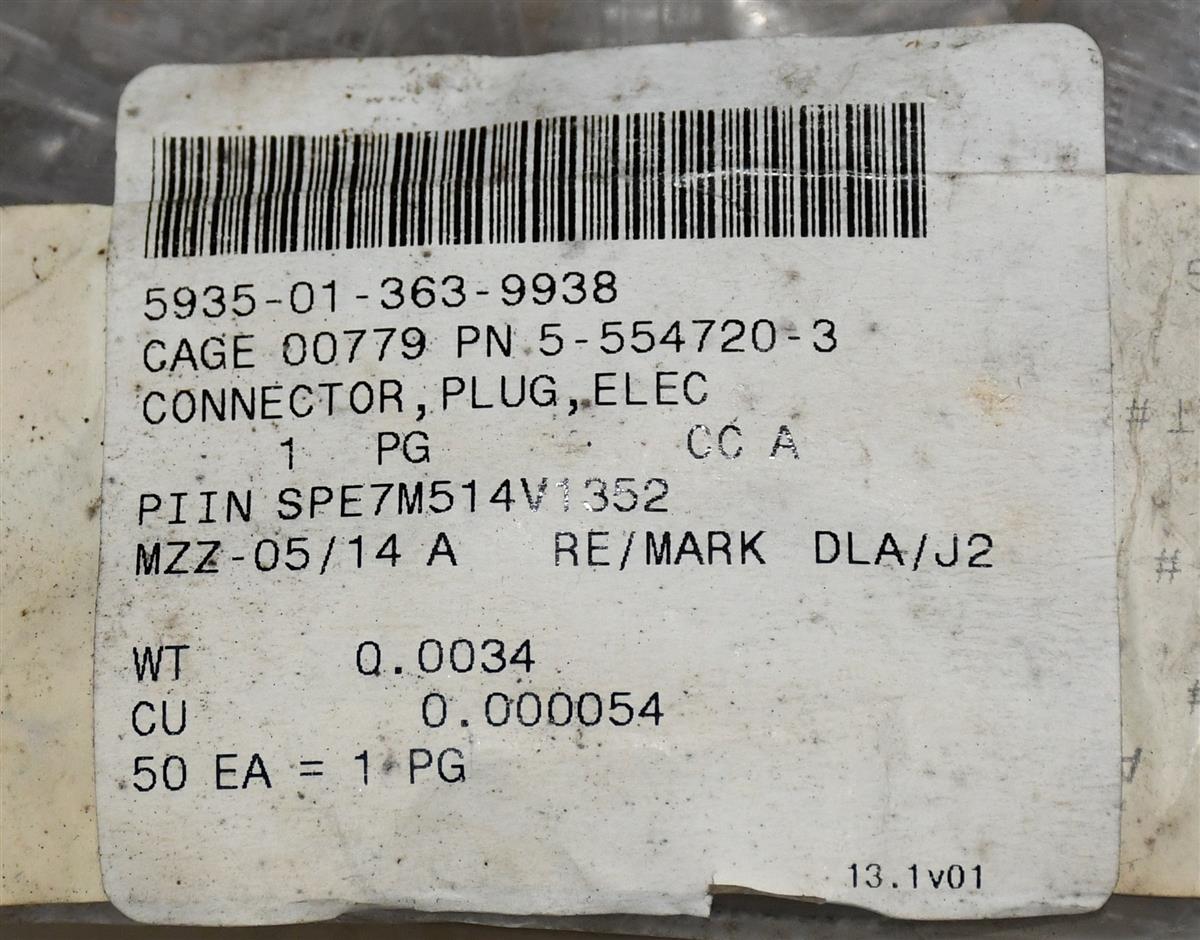 5935-01-363-9938
CAGE 00779 PN 5-554720-3
CONNECTOR,PLUG,ELEC
1 PG CC A
PIIN SPE7M514V1352
MZZ-05/14 A RE/MARK DLA/J2
WT 0.0034
CU 0.000054
50 EA = 1 PG
13.1v01